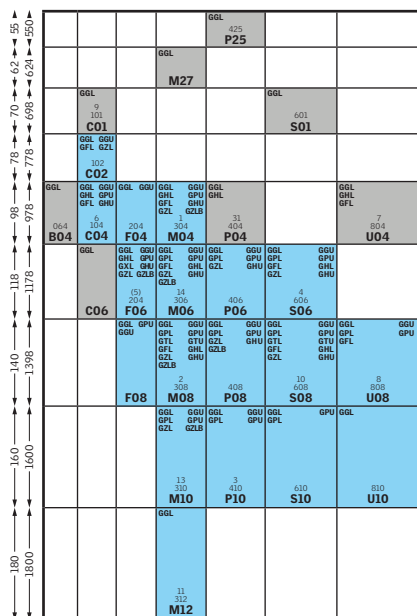 55
550
GGL
425
P25
62
624
GGL
M27
70
698
GGL
9
101
C01
GGL
601
S01
78
778
GGL GGU
GFL GZL
102
C02
98
978
GGL
064
B04
GGL GGU
GHL GPU
GFL GHU
6
104
C04
GGL GGU
204
F04
GGL GGU
GHL GPU
GFL GHU
GZL GZLB
1
304
M04
GGL
GHL
31
404
P04
GGL
GHL
GFL
7
804
U04
118
1178
GGL
C06
GGL GGU
GHL GPU
GXL GHU
GZL GZLB
(5)
204
F06
GGL GGU
GPL GPU
GFL GHL
GZL GHU
GZLB
14
306
M06
GGL GGU
GPL GPU
GZL GHU
406
P06
GGL GGU
GPL GPU
GFL GHL
GHU
4
606
S06
140
1398
GGL GPU
GGU
F08
GGL GGU
GPL GPU
GTL GTU
GFL GHL
GZL GHU
GZLB
2
308
M08
GGL GGU
GPL GPU
GZL GHU
GZLB
408
P08
GGL GGU
GPL GPU
GTL GTU
GFL GHL
GZL GHU
10
608
S08
GGL GGU
GPL GPU
GFL
8
808
U08
160
1600
GGL GGU
GPL GPU
GZL GZLB
13
310
M10
GGL GGU
GPL GPU
3
410
P10
GGL GPU
GPL
610
S10
GGL
810
U10
180
1800
GGL
11
312
M12